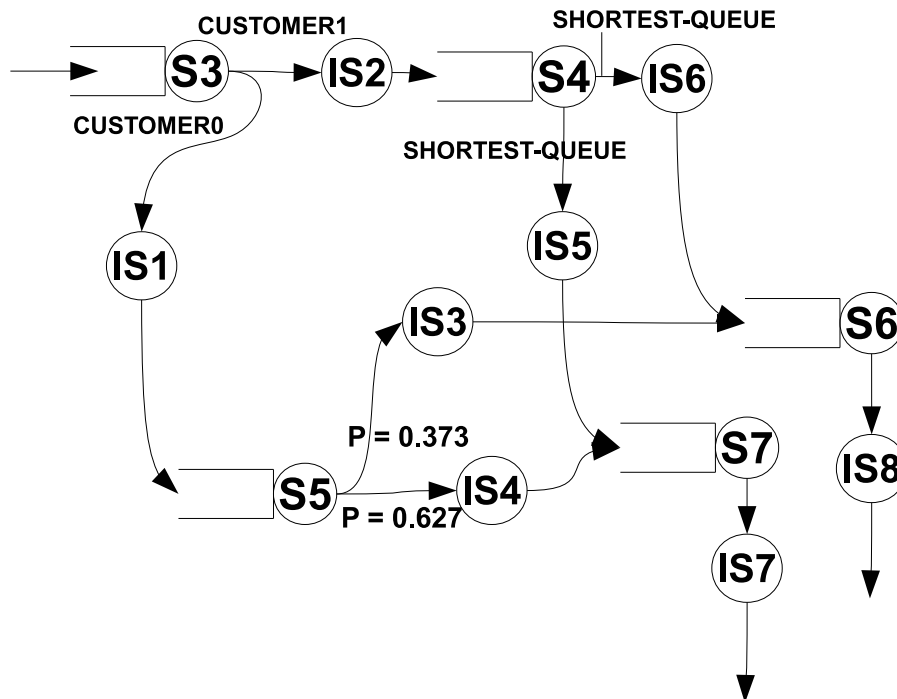 SHORTEST-QUEUE
CUSTOMER1
S3
IS2
S4
IS6
CUSTOMER0
SHORTEST-QUEUE
IS1
IS5
IS3
S6
P = 0.373
S7
S5
IS4
IS8
P = 0.627
IS7